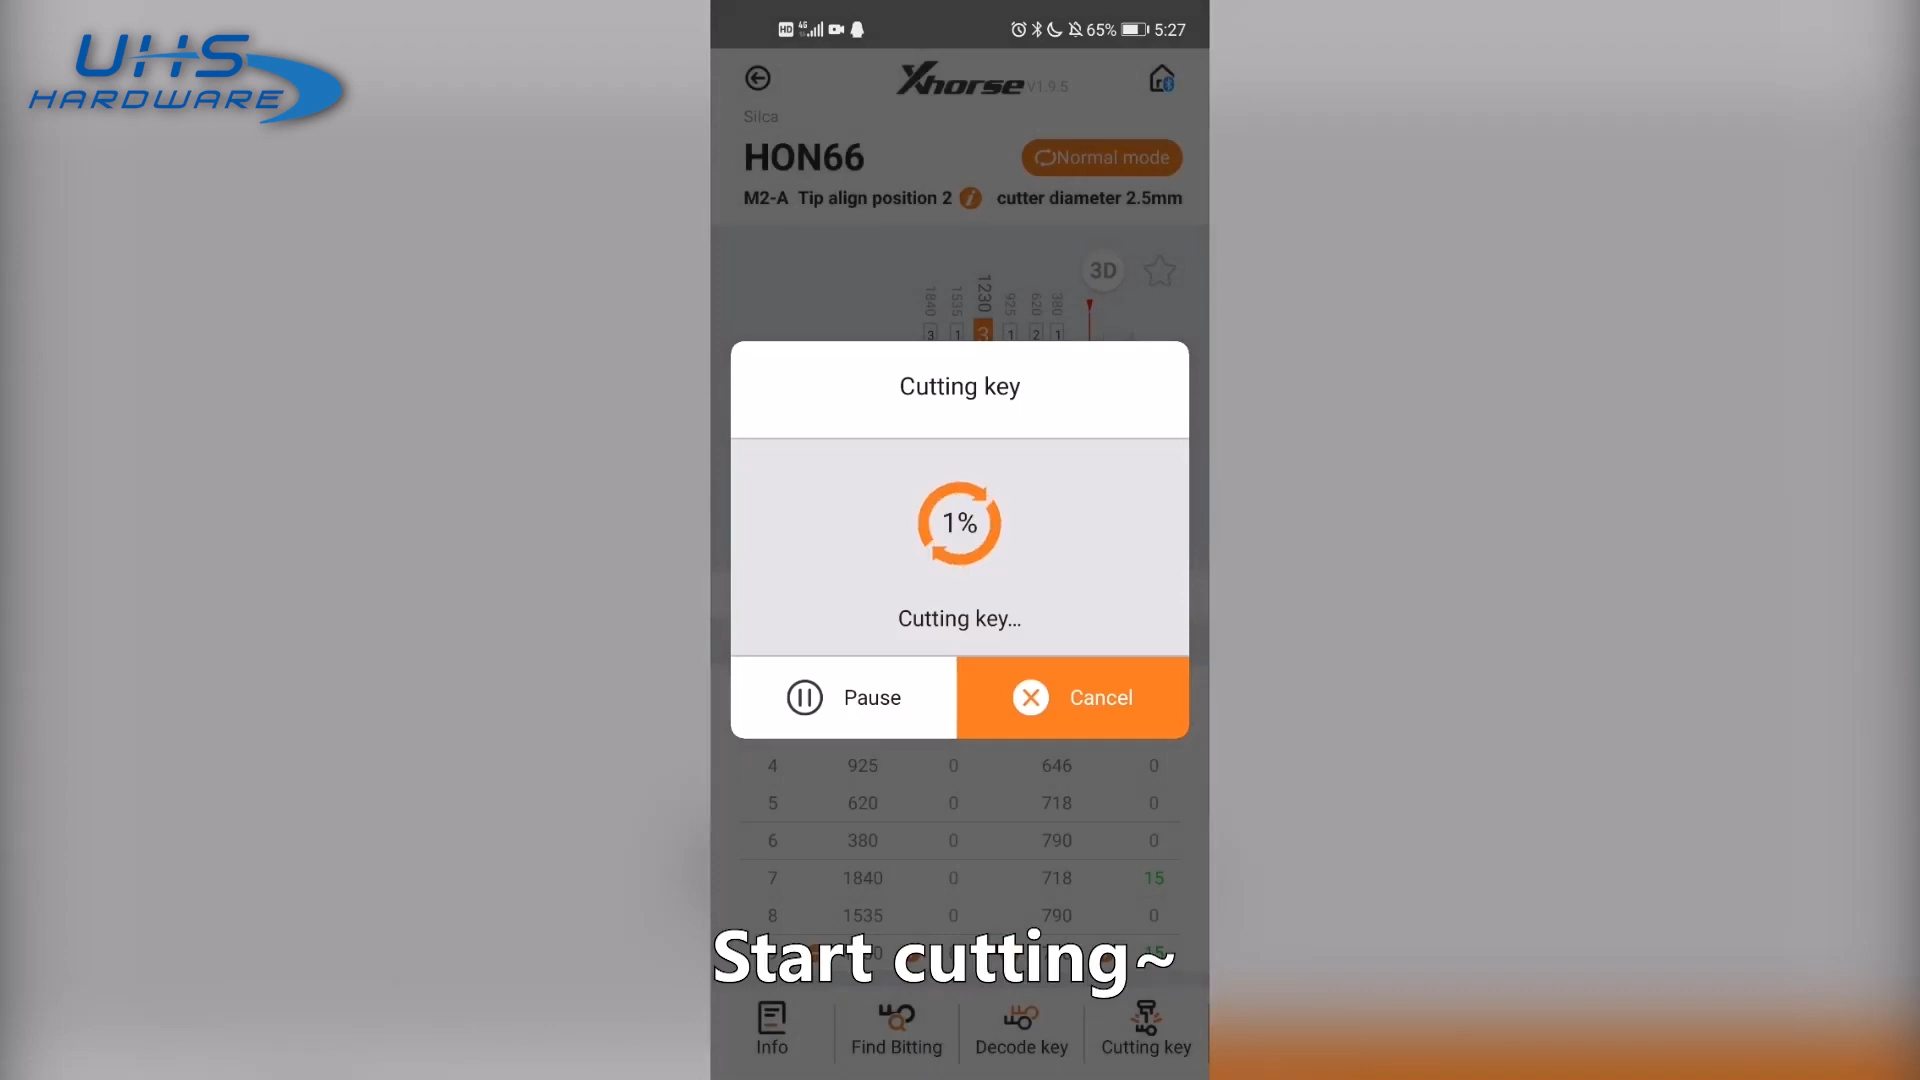 UHS
HARDWARE
HD 4G 65% 5:27
Xhorse V1.9.5
Silca
HON66
Normal mode
M2-A Tip align position 2 i cutter diameter 2.5mm
3D
1840 1535 1230 925 620 380
3 1 3 1 2 1
Cutting key
1%
Cutting key...
Pause Cancel
4 925 0 646 0
5 620 0 718 0
6 380 0 790 0
7 1840 0 718 15
8 1535 0 790 0
15
Start cutting~
Info Find Bitting Decode key Cutting key